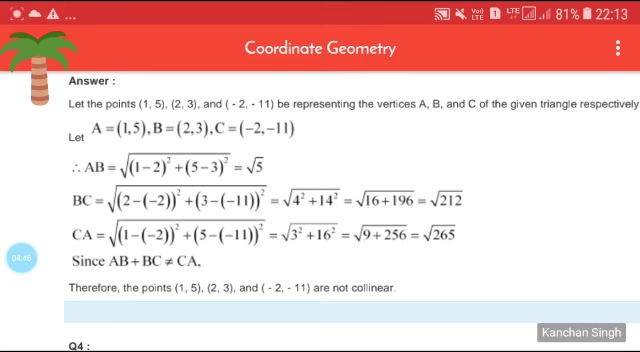 81% 22:13
Coordinate Geometry
Answer :
Let the points (1, 5), (2, 3), and ( - 2, - 11) be representing the vertices A, B, and C of the given triangle respectively
Let A = (1,5), B = (2,3), C = (−2,−11)
∴ AB = √((1−2)² + (5−3)²) = √5
BC = √((2−(−2))² + (3−(−11))²) = √(4² + 14²) = √(16+196) = √212
CA = √((1−(−2))² + (5−(−11))²) = √(3² + 16²) = √(9+256) = √265
04:46
Since AB + BC ≠ CA,
Therefore, the points (1, 5), (2, 3), and ( - 2, - 11) are not collinear.
Kanchan Singh
Q4 :